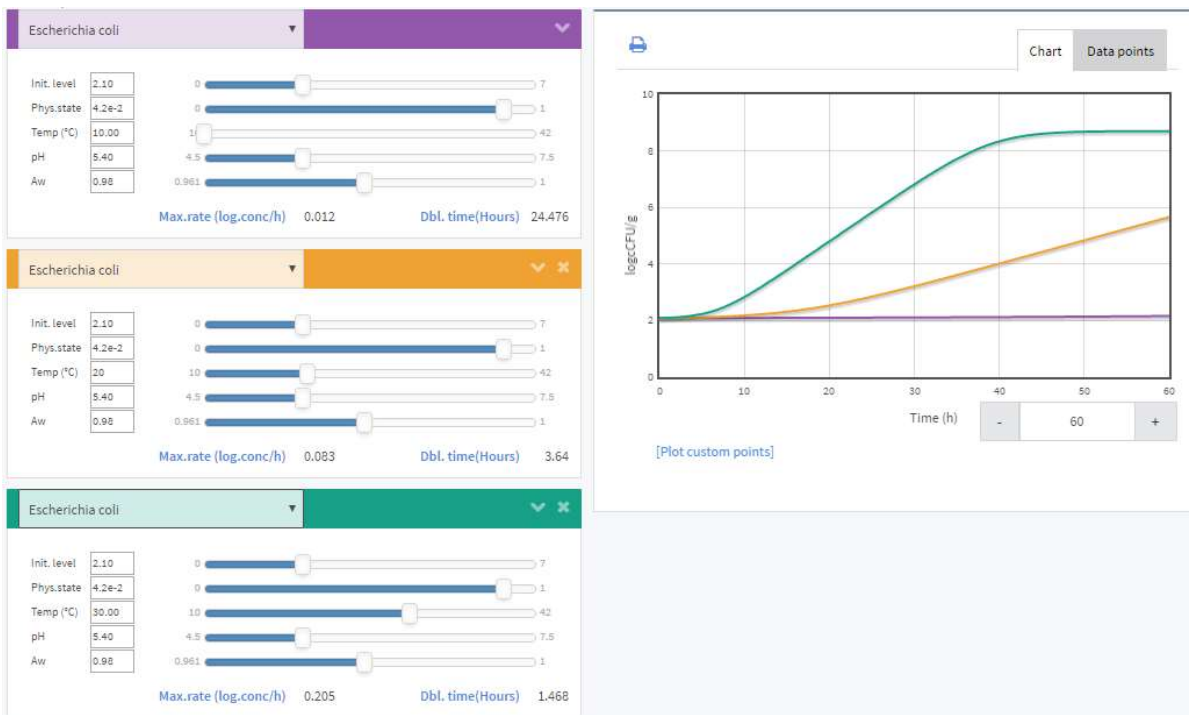 Escherichia coli
Init. level 2.10 0 7
Phys.state 4.2e-2 0 1
Temp (°C) 10.00 10 42
pH 5.40 4.5 7.5
Aw 0.98 0.961 1
Max.rate (log.conc/h) 0.012 Dbl. time(Hours) 24.476
Escherichia coli
Init. level 2.10 0 7
Phys.state 4.2e-2 0 1
Temp (°C) 20 10 42
pH 5.40 4.5 7.5
Aw 0.98 0.961 1
Max.rate (log.conc/h) 0.083 Dbl. time(Hours) 3.64
Escherichia coli
Init. level 2.10 0 7
Phys.state 4.2e-2 0 1
Temp (°C) 30.00 10 42
pH 5.40 4.5 7.5
Aw 0.98 0.961 1
Max.rate (log.conc/h) 0.205 Dbl. time(Hours) 1.468
Chart Data points
logcCFU/g
10
8
6
4
2
0
0 10 20 30 40 50 60
Time (h) - 60 +
[Plot custom points]